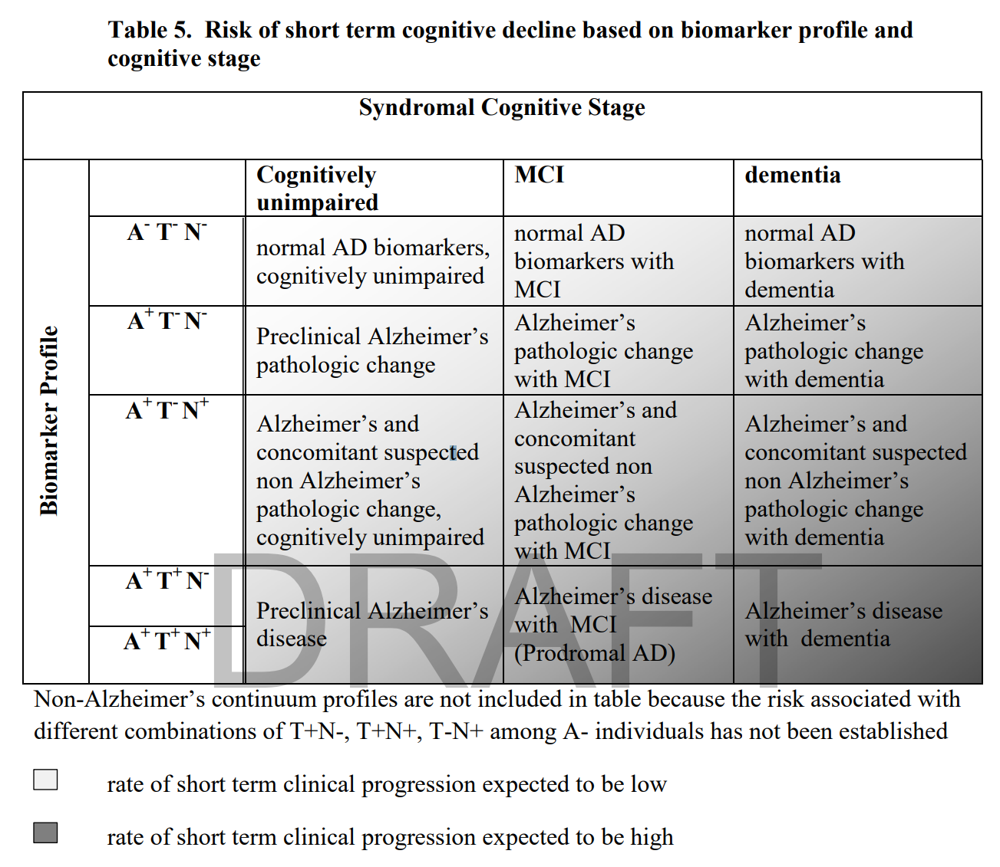 Table 5.  Risk of short term cognitive decline based on biomarker profile and
cognitive stage
Syndromal Cognitive Stage
Biomarker Profile
Cognitively
unimpaired
MCI
dementia
A⁻ T⁻ N⁻
normal AD biomarkers,
cognitively unimpaired
normal AD
biomarkers with
MCI
normal AD
biomarkers with
dementia
A⁺ T⁻ N⁻
Preclinical Alzheimer’s
pathologic change
Alzheimer’s
pathologic change
with MCI
Alzheimer’s
pathologic change
with dementia
A⁺ T⁻ N⁺
Alzheimer’s and
concomitant suspected
non Alzheimer’s
pathologic change,
cognitively unimpaired
Alzheimer’s and
concomitant
suspected non
Alzheimer’s
pathologic change
with MCI
Alzheimer’s and
concomitant suspected
non Alzheimer’s
pathologic change
with dementia
A⁺ T⁺ N⁻
A⁺ T⁺ N⁺
Preclinical Alzheimer’s
disease
Alzheimer’s disease
with  MCI
(Prodromal AD)
Alzheimer’s disease
with  dementia
DRAFT
Non-Alzheimer’s continuum profiles are not included in table because the risk associated with
different combinations of T+N-, T+N+, T-N+ among A- individuals has not been established
rate of short term clinical progression expected to be low
rate of short term clinical progression expected to be high